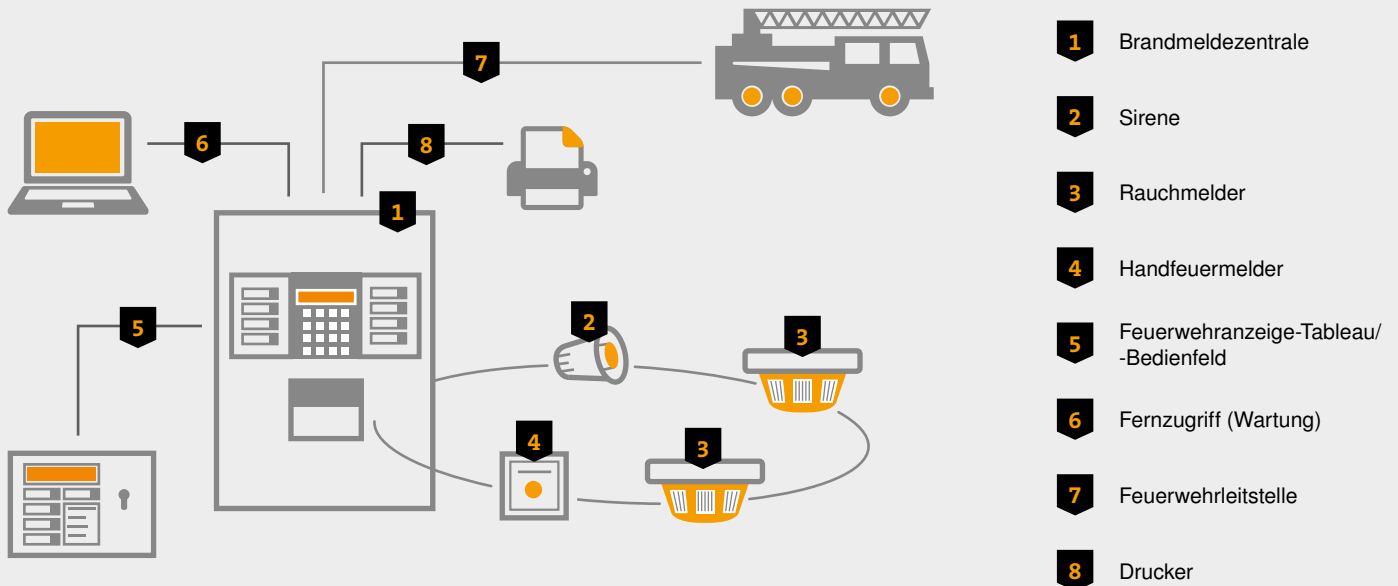 7
6
8
1
5
2
3
4
3
1 Brandmeldezentrale
2 Sirene
3 Rauchmelder
4 Handfeuermelder
5 Feuerwehranzeige-Tableau/
-Bedienfeld
6 Fernzugriff (Wartung)
7 Feuerwehrleitstelle
8 Drucker